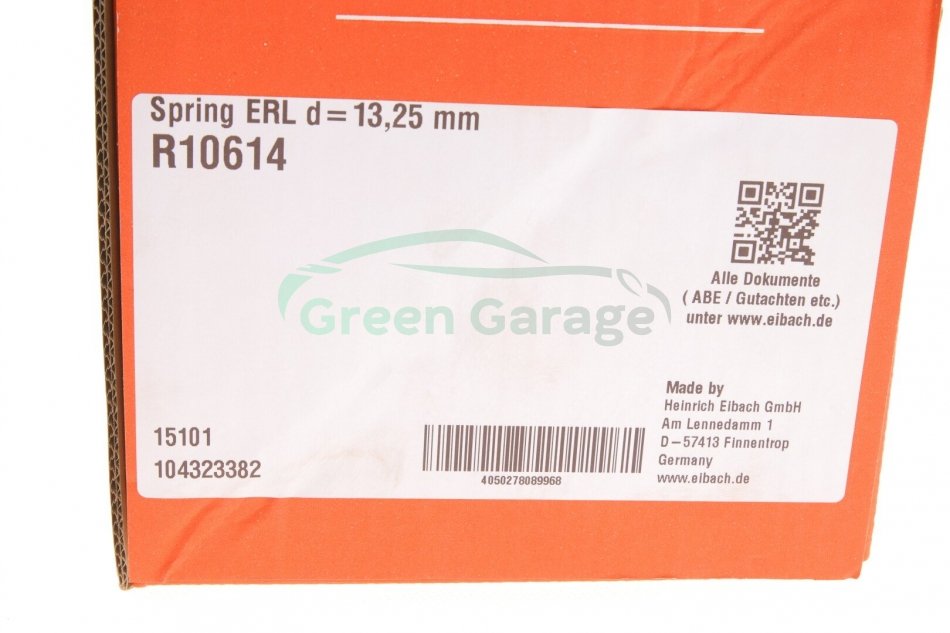 Spring ERL d=13,25 mm
R10614
Alle Dokumente
( ABE / Gutachten etc.)
unter www.eibach.de
Green Garage
Made by
Heinrich Eibach GmbH
Am Lennedamm 1
D-57413 Finnentrop
Germany
www.eibach.de
15101
104323382
4050278089968